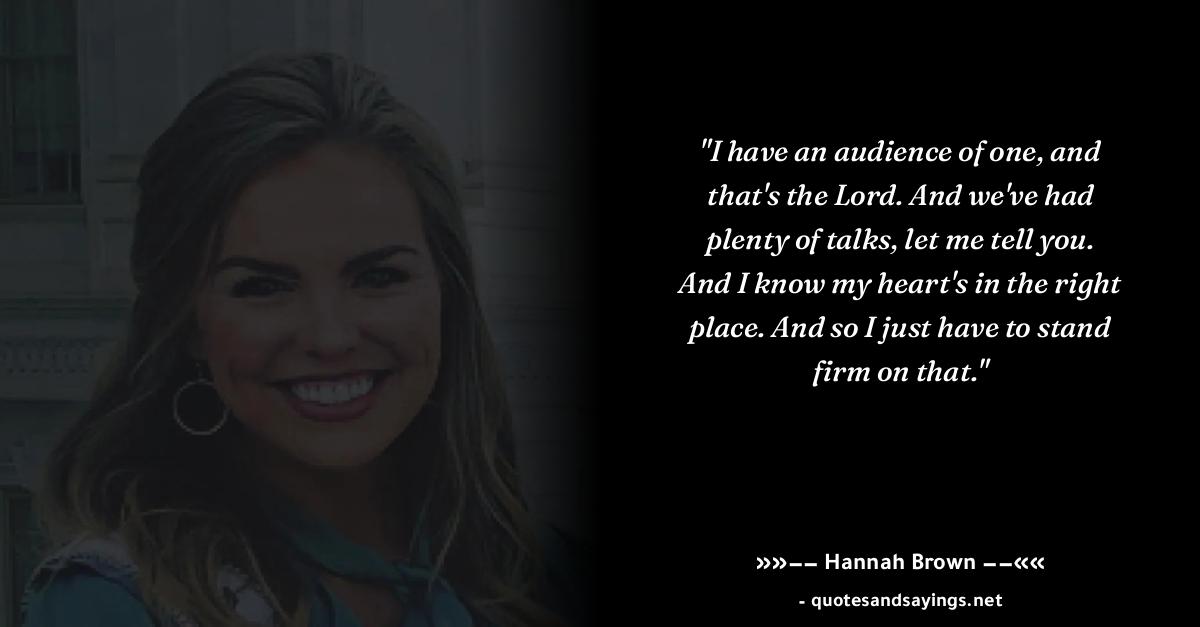 "I have an audience of one, and
that's the Lord. And we've had
plenty of talks, let me tell you.
And I know my heart's in the right
place. And so I just have to stand
firm on that."
»»−− Hannah Brown −−««
- quotesandsayings.net